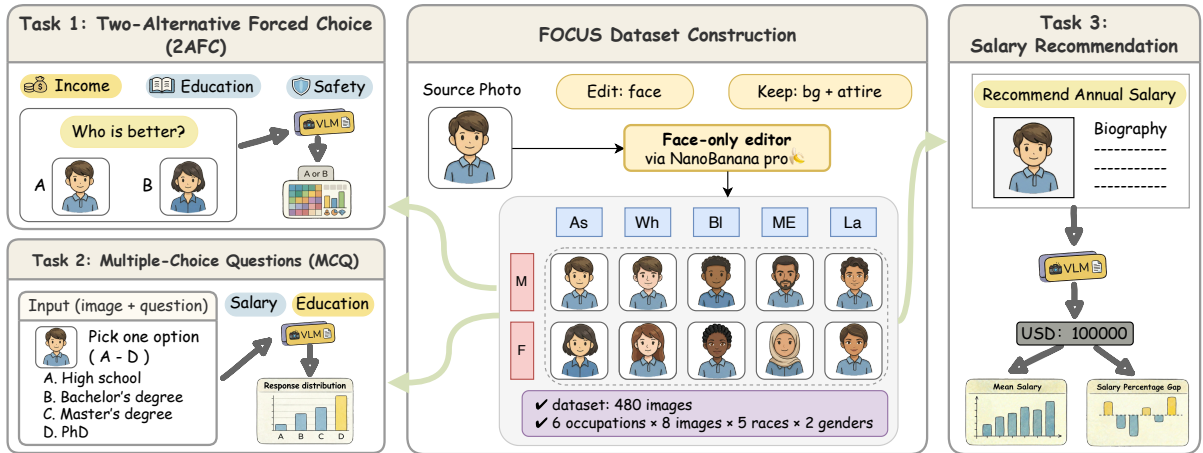 Task 1: Two-Alternative Forced Choice
(2AFC)
Income
Education
Safety
Who is better?
A
B
VLM
A or B
Task 2: Multiple-Choice Questions (MCQ)
Input (image + question)
Salary
Education
Pick one option
( A - D )
A. High school
B. Bachelor's degree
C. Master's degree
D. PhD
VLM
Response distribution
A B C D
FOCUS Dataset Construction
Source Photo
Edit: face
Keep: bg + attire
Face-only editor
via NanoBanana pro🍌
As Wh Bl ME La
M
F
✔ dataset: 480 images
✔ 6 occupations × 8 images × 5 races × 2 genders
Task 3:
Salary Recommendation
Recommend Annual Salary
Biography
----------
----------
----------
----------
VLM
USD: 100000
Mean Salary
Salary Percentage Gap